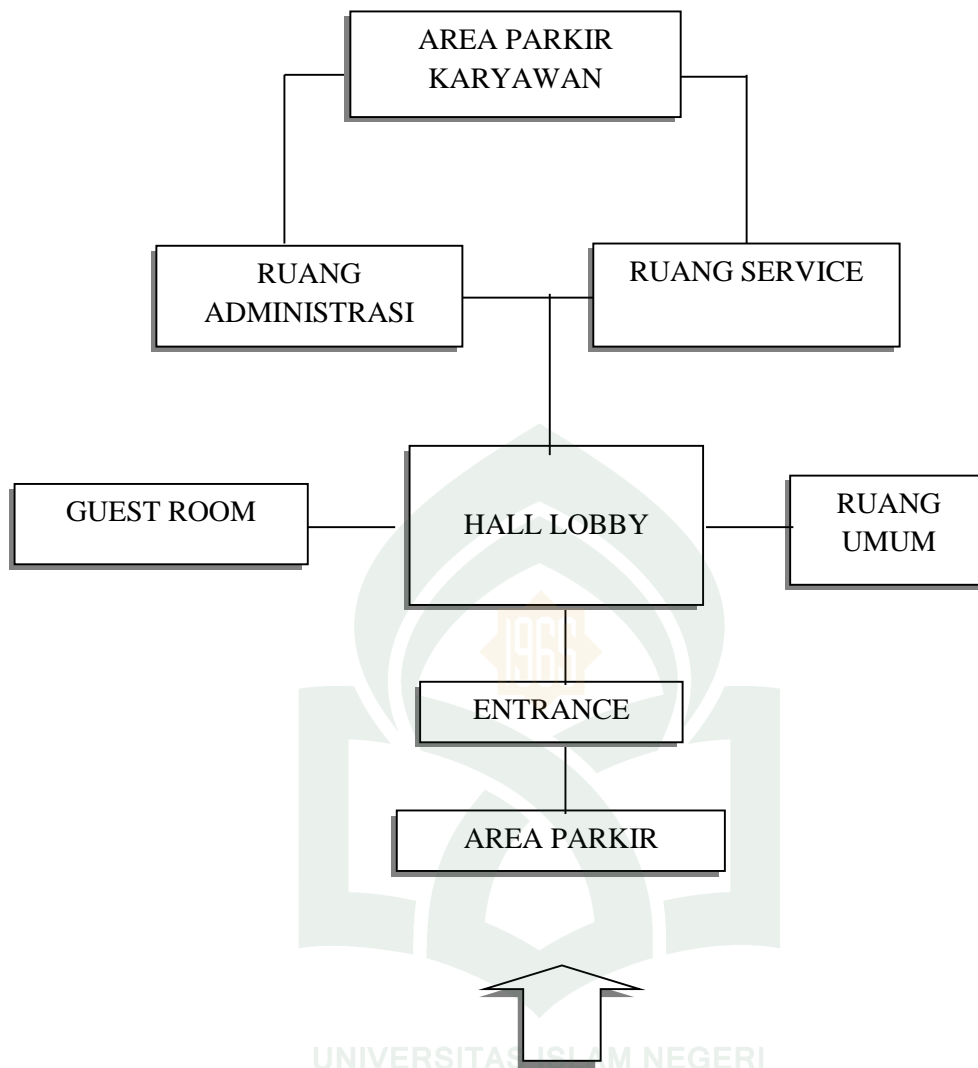 AREA PARKIR
KARYAWAN
RUANG
ADMINISTRASI
RUANG SERVICE
GUEST ROOM
HALL LOBBY
RUANG
UMUM
1965
ENTRANCE
AREA PARKIR
UNIVERSITAS ISLAM NEGERI